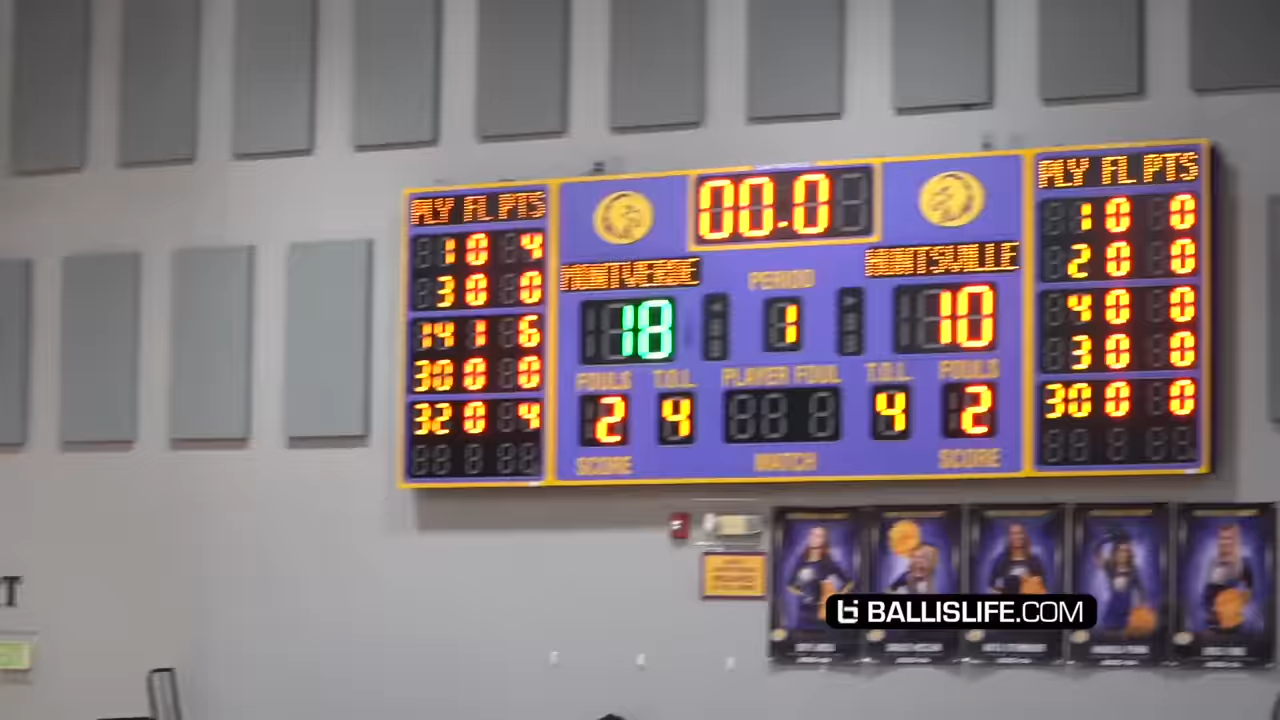 PLY FL PTS
10 0 4
3 0 0
14 1 6
30 0 0
32 0 4
00.0
MONTVERDE
HUNTSVILLE
PERIOD
18
1
10
FOULS T.O.L. PLAYER FOUL T.O.L. FOULS
2 4 4 2
SCORE MATCH SCORE
PLY FL PTS
1 0 0
2 0 0
4 0 0
3 0 0
30 0 0
BALLISLIFE.COM
T